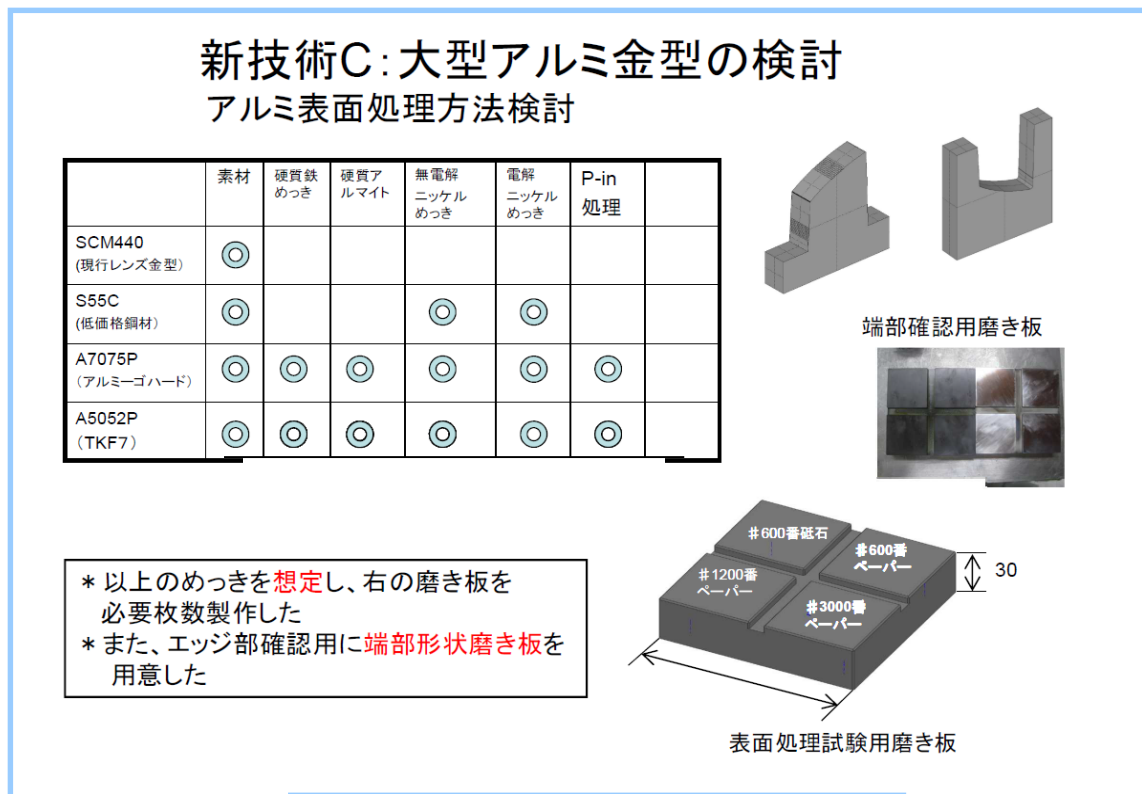 新技術C:大型アルミ金型の検討
アルミ表面処理方法検討
素材
硬質鉄
めっき
硬質ア
ルマイト
無電解
ニッケル
めっき
電解
ニッケル
めっき
P-in
処理
SCM440
(現行レンズ金型)
◎
S55C
(低価格鋼材)
◎ ◎ ◎
A7075P
(アルミーゴハード)
◎ ◎ ◎ ◎ ◎ ◎
A5052P
(TKF7)
◎ ◎ ◎ ◎ ◎ ◎
端部確認用磨き板
*以上のめっきを想定し、右の磨き板を
必要枚数製作した
*また、エッジ部確認用に端部形状磨き板を
用意した
#600番砥石
#600番
ペーパー
#1200番
ペーパー
#3000番
ペーパー
30
表面処理試験用磨き板